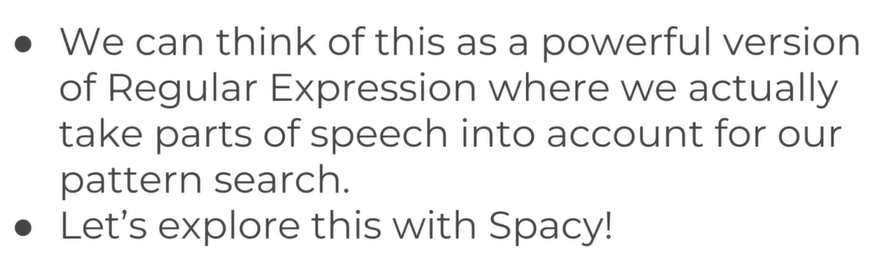 ● We can think of this as a powerful version
of Regular Expression where we actually
take parts of speech into account for our
pattern search.
● Let’s explore this with Spacy!